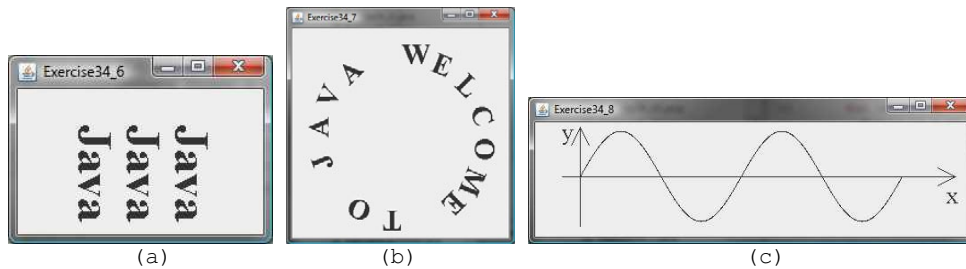 Exercise34_6
Java
Java
Java
(a)
Exercise34_7
WELCOME TO JAVA
(b)
Exercise34_8
y
x
(c)